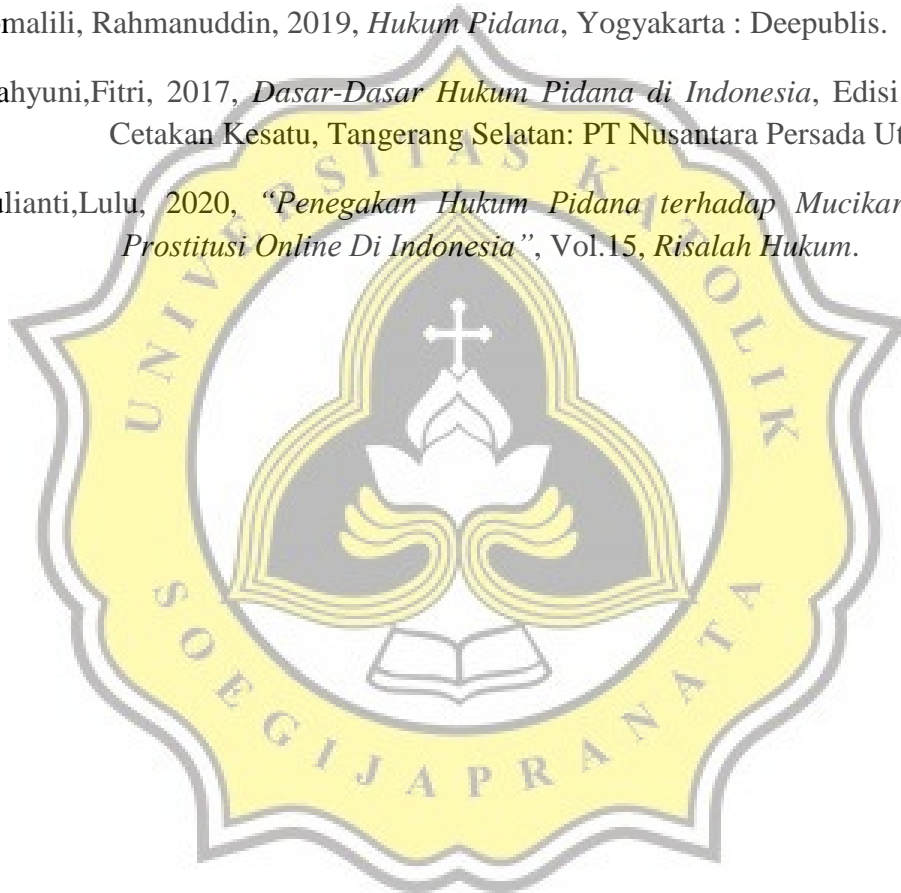 malili, Rahmanuddin, 2019, Hukum Pidana, Yogyakarta : Deepublis.
ahyuni,Fitri, 2017, Dasar-Dasar Hukum Pidana di Indonesia, Edisi
Cetakan Kesatu, Tangerang Selatan: PT Nusantara Persada Ut
lianti,Lulu, 2020, “Penegakan Hukum Pidana terhadap Mucikar
Prostitusi Online Di Indonesia”, Vol.15, Risalah Hukum.
UNIVERSITAS KATOLIK
SOEGIJAPRANATA